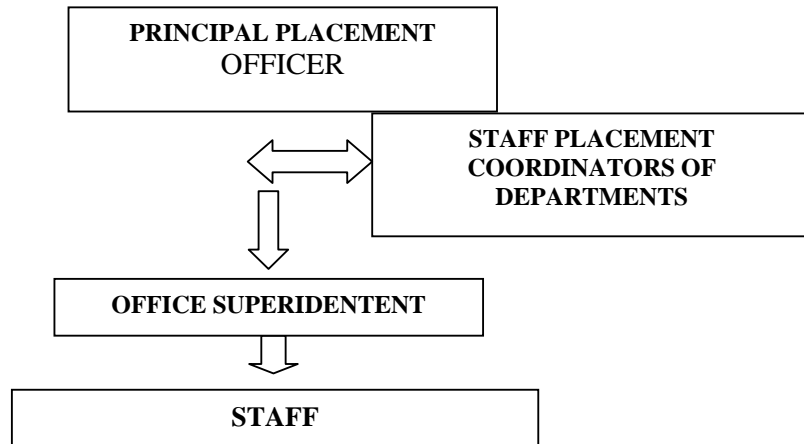 PRINCIPAL PLACEMENT
OFFICER
STAFF PLACEMENT
COORDINATORS OF
DEPARTMENTS
OFFICE SUPERIDENTENT
STAFF